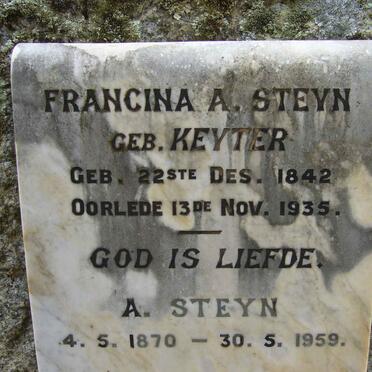 FRANCINA A. STEYN
GEB. KEYTER
GEB. 22STE DES. 1842
OORLEDE 13DE NOV. 1935.
GOD IS LIEFDE.
A. STEYN
4. 5. 1870 — 30. 5. 1959.